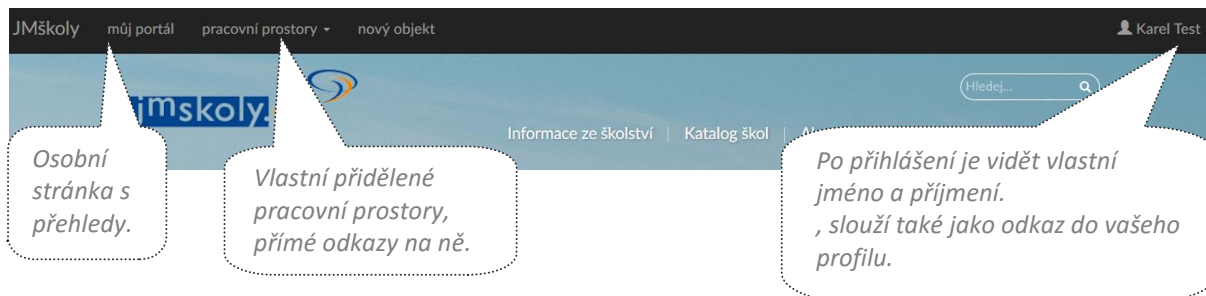 JMškoly můj portál pracovní prostory nový objekt Karel Test
jmskoly.
Hledej...
Informace ze školství | Katalog škol |
Osobní
stránka s
přehledy.
Vlastní přidělené
pracovní prostory,
přímé odkazy na ně.
Po přihlášení je vidět vlastní
jméno a příjmení.
, slouží také jako odkaz do vašeho
profilu.